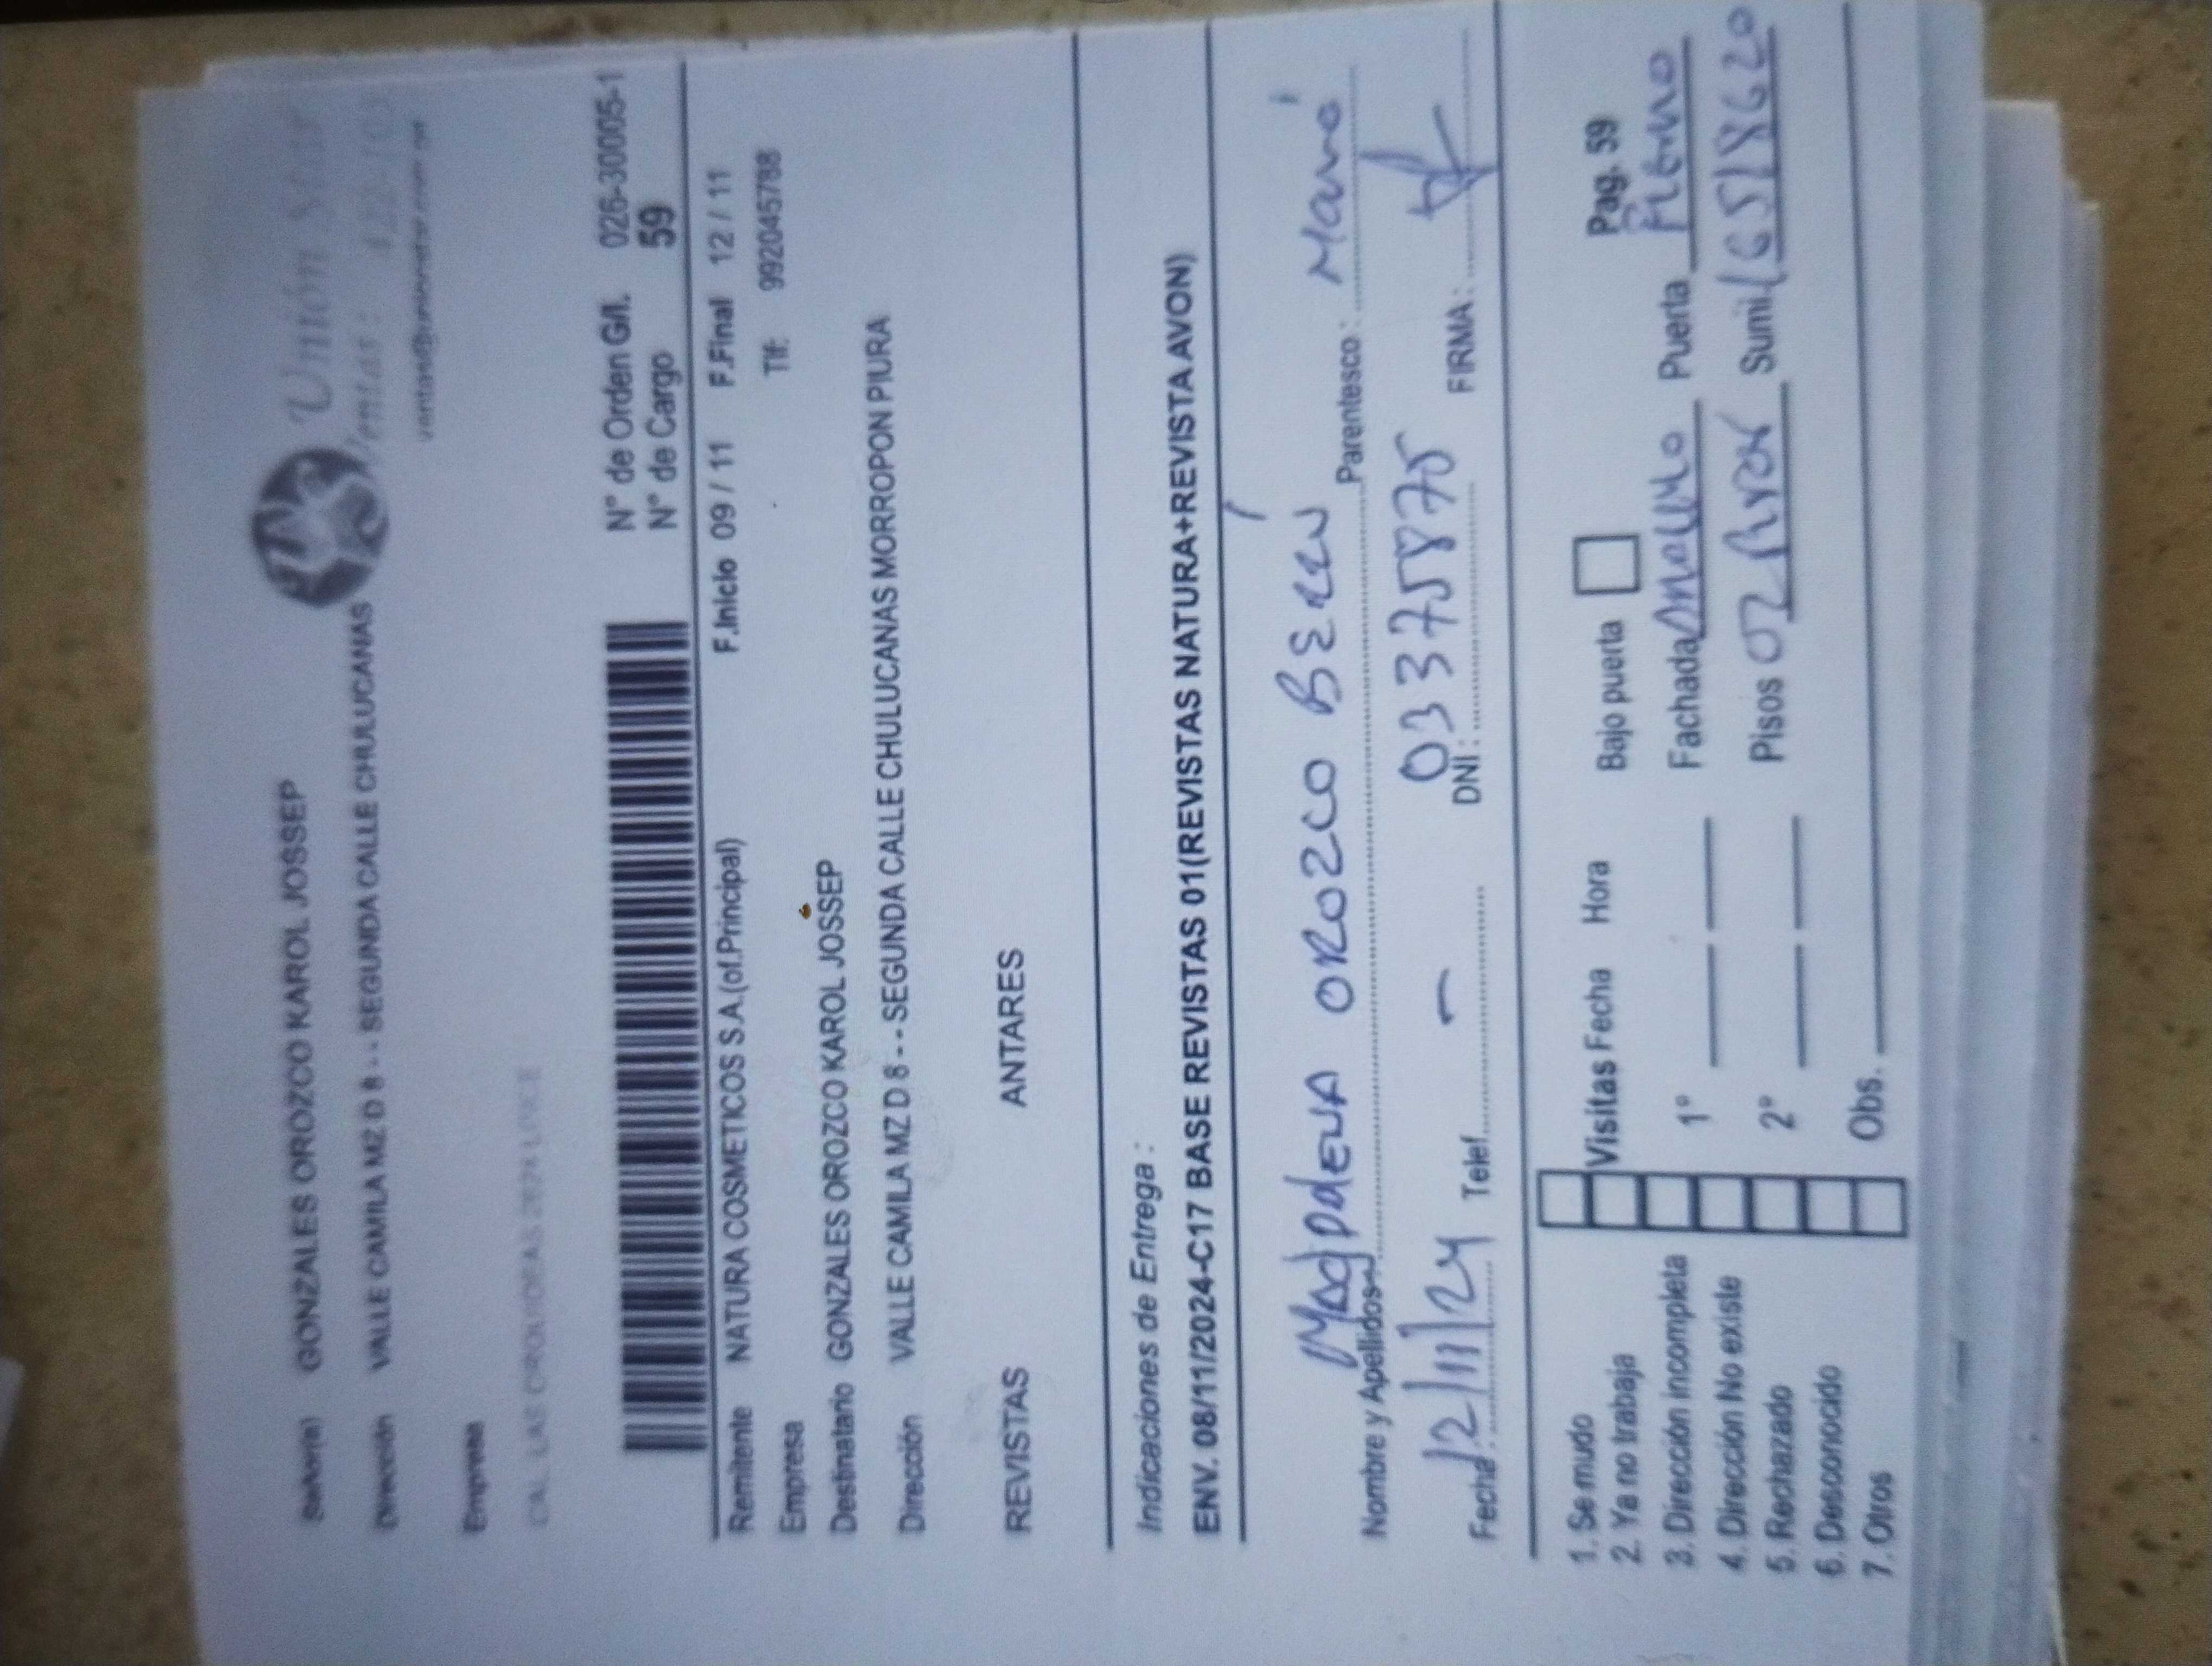 Señor(a) GONZALES OROZCO KAROL JOSSEP
Unión Star
Dirección VALLE CAMILA MZ D 8 - - SEGUNDA CALLE CHULUCANAS
Ventas :
Empresa
N° de Orden G/I. 026-30005-1
N° de Cargo 59
Remitente NATURA COSMETICOS S.A.(of.Principal) F.Inicio 09 / 11 F.Final 12 / 11
Empresa Tlf: 992045788
Destinatario GONZALES OROZCO KAROL JOSSEP
Dirección VALLE CAMILA MZ D 8 - - SEGUNDA CALLE CHULUCANAS MORROPON PIURA
REVISTAS ANTARES
Indicaciones de Entrega :
ENV. 08/11/2024-C17 BASE REVISTAS 01(REVISTAS NATURA+REVISTA AVON)
Nombre y Apellidos OROZCO Parentesco: Mamá
Fecha: 12/11/24 Telef. – DNI: 03375875 FIRMA:
1. Se mudo
2. Ya no trabaja
3. Dirección incompleta
4. Dirección No existe
5. Rechazado
6. Desconocido
7. Otros
Visitas Fecha Hora Bajo puerta Pag. 59
1° Fachada Puerta
2° Pisos 02 Sumi
Obs.